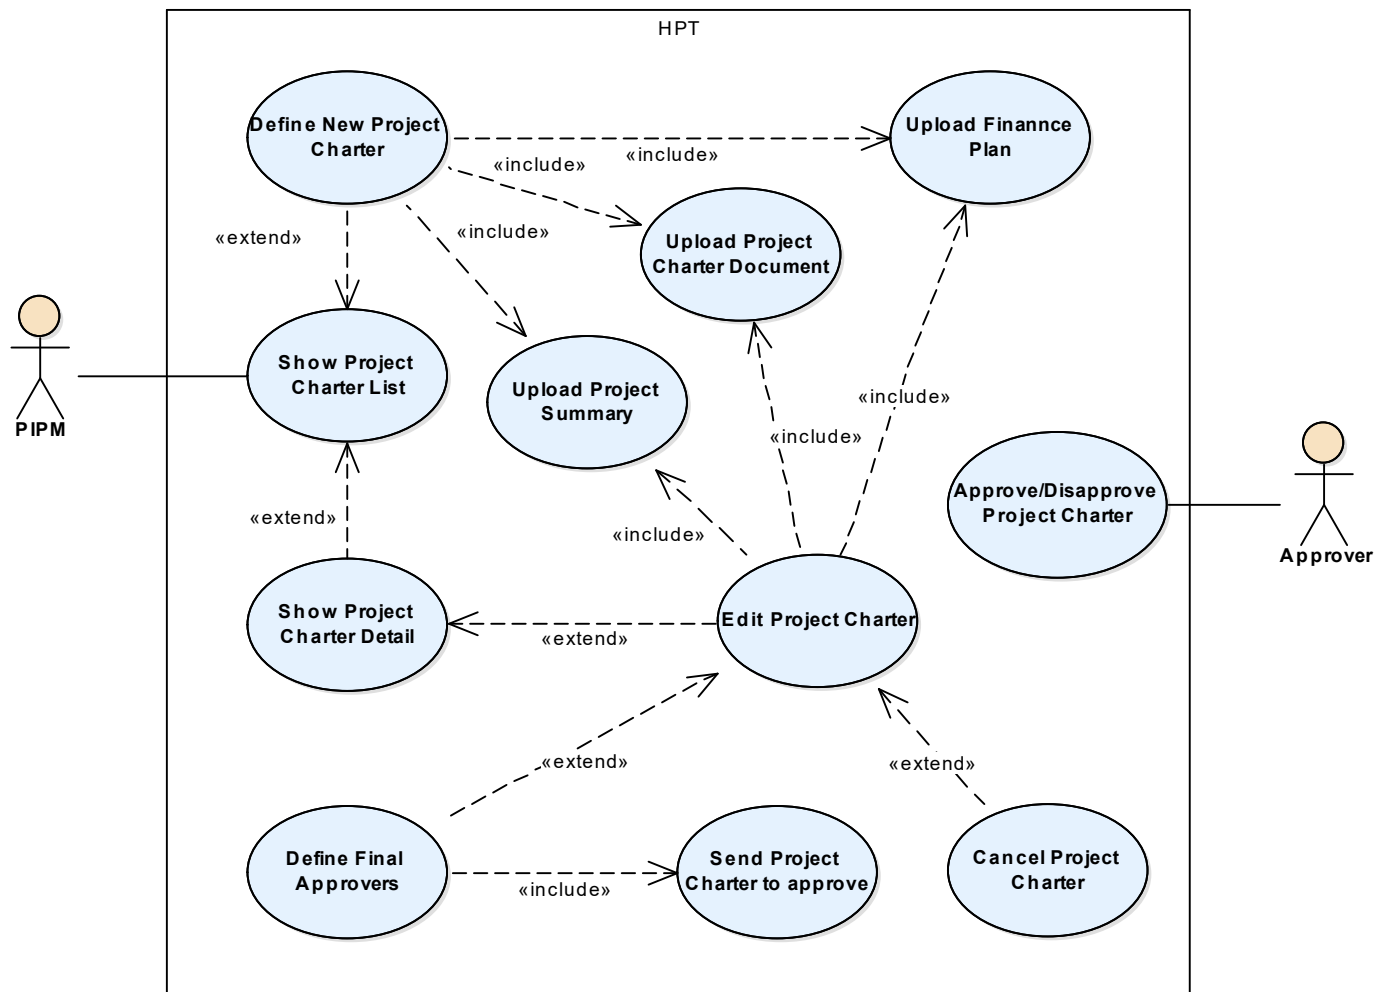 HPT
Define New Project
Charter
Upload Finannce
Plan
«include»
«include»
«extend»
«include»
Upload Project
Charter Document
Show Project
Charter List
Upload Project
Summary
PIPM
«include»
«include»
«extend»
«include»
Approve/Disapprove
Project Charter
Approver
Show Project
Charter Detail
«extend»
Edit Project Charter
«extend»
«extend»
Define Final
Approvers
«include»
Send Project
Charter to approve
Cancel Project
Charter